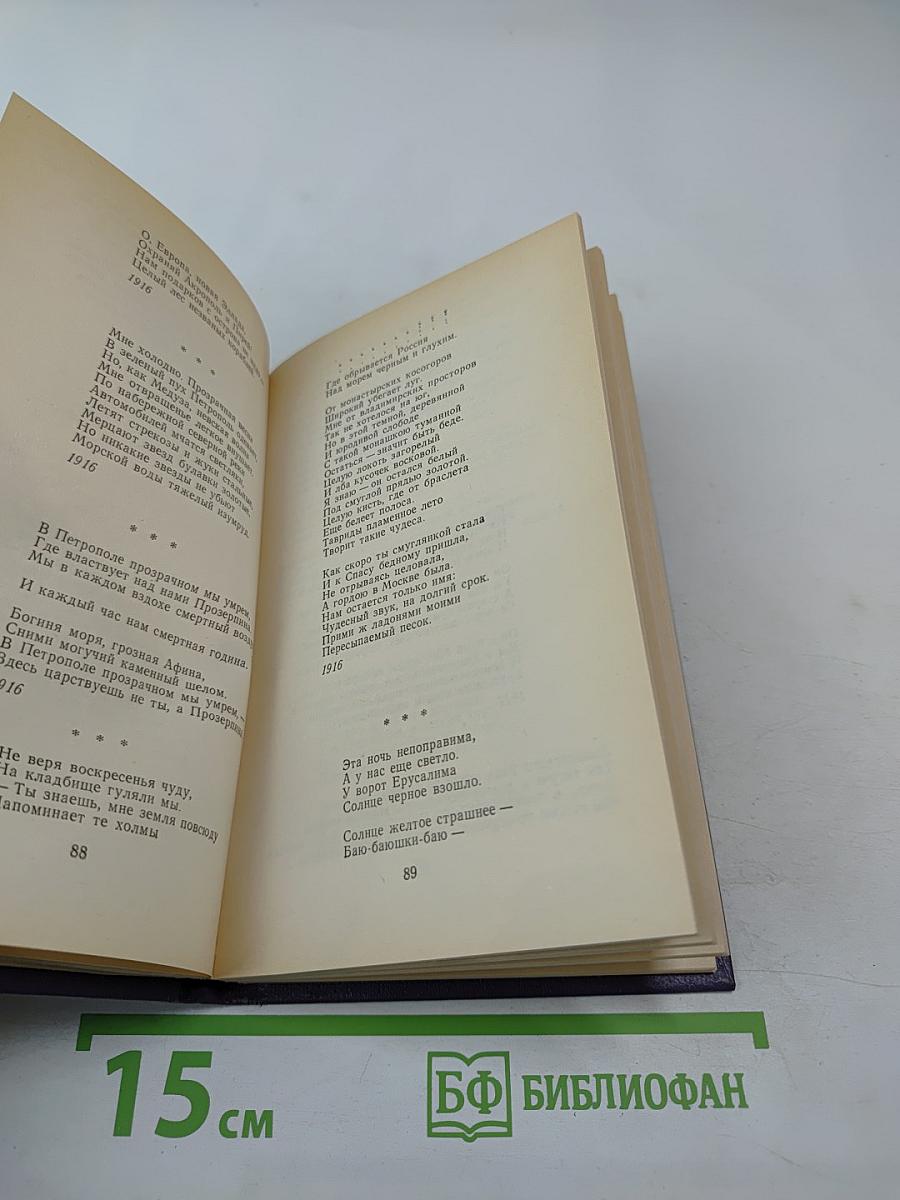 О, Европа, новая Эллада,
Охраняй Акрополь и Пирей.
Нам подарков с острова не
Целый лес незваных кораблей
1916
* * *
Мне холодно. Прозрачная весна
В зеленый пух Петрополь одевает,
Но, как Медуза, невская волна
Мне отвращенье легкое внушает.
По набережной северной реки
Автомобилей мчатся светляки,
Летят стрекозы и жуки стальные,
Мерцают звезд булавки золотые,
Но никакие звезды не убьют
Морской воды тяжелый изумруд.
1916
* * *
В Петрополе прозрачном мы умрем,
Где властвует над нами Прозерпина
Мы в каждом вздохе смертный возду
И каждый час нам смертная година.
Богиня моря, грозная Афина,
Сними могучий каменный шелом.
В Петрополе прозрачном мы умрем, —
Здесь царствуешь не ты, а Прозерпина
916
* * *
Не веря воскресенья чуду,
На кладбище гуляли мы.
— Ты знаешь, мне земля повсюду
Напоминает те холмы
88
. . . . . . . .
. . . . . . . .
Где обрывается Россия
Над морем черным и глухим.
От монастырских косогоров
Широкий убегает луг.
Мне от владимирских просторов
Так не хотелося на юг,
Но в этой темной, деревянной
И юродивой слободе
С такой монашкою туманной
Остаться — значит быть беде.
Целую локоть загорелый
И лба кусочек восковой.
Я знаю — он остался белый
Под смуглой прядью золотой.
Целую кисть, где от браслета
Еще белеет полоса.
Тавриды пламенное лето
Творит такие чудеса.
Как скоро ты смуглянкой стала
И к Спасу бедному пришла,
Не отрываясь целовала,
А гордою в Москве была.
Нам остается только имя:
Чудесный звук, на долгий срок.
Прими ж ладонями моими
Пересыпаемый песок.
1916
* * *
Эта ночь непоправима,
А у нас еще светло.
У ворот Ерусалима
Солнце черное взошло.
Солнце желтое страшнее —
Баю-баюшки-баю —
89
15 см
БФ БИБЛИОФАН